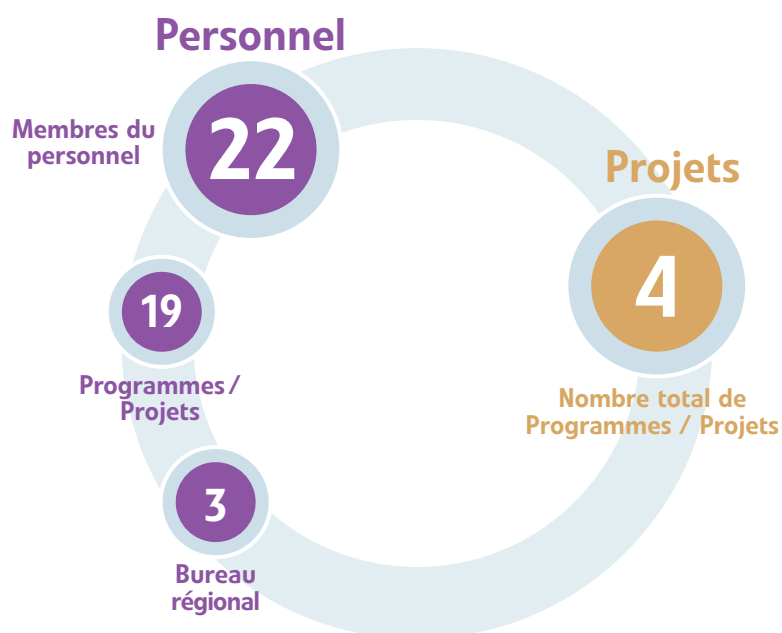 Personnel
22
Membres du
personnel
19
Programmes /
Projets
3
Bureau
régional
Projets
4
Nombre total de
Programmes / Projets